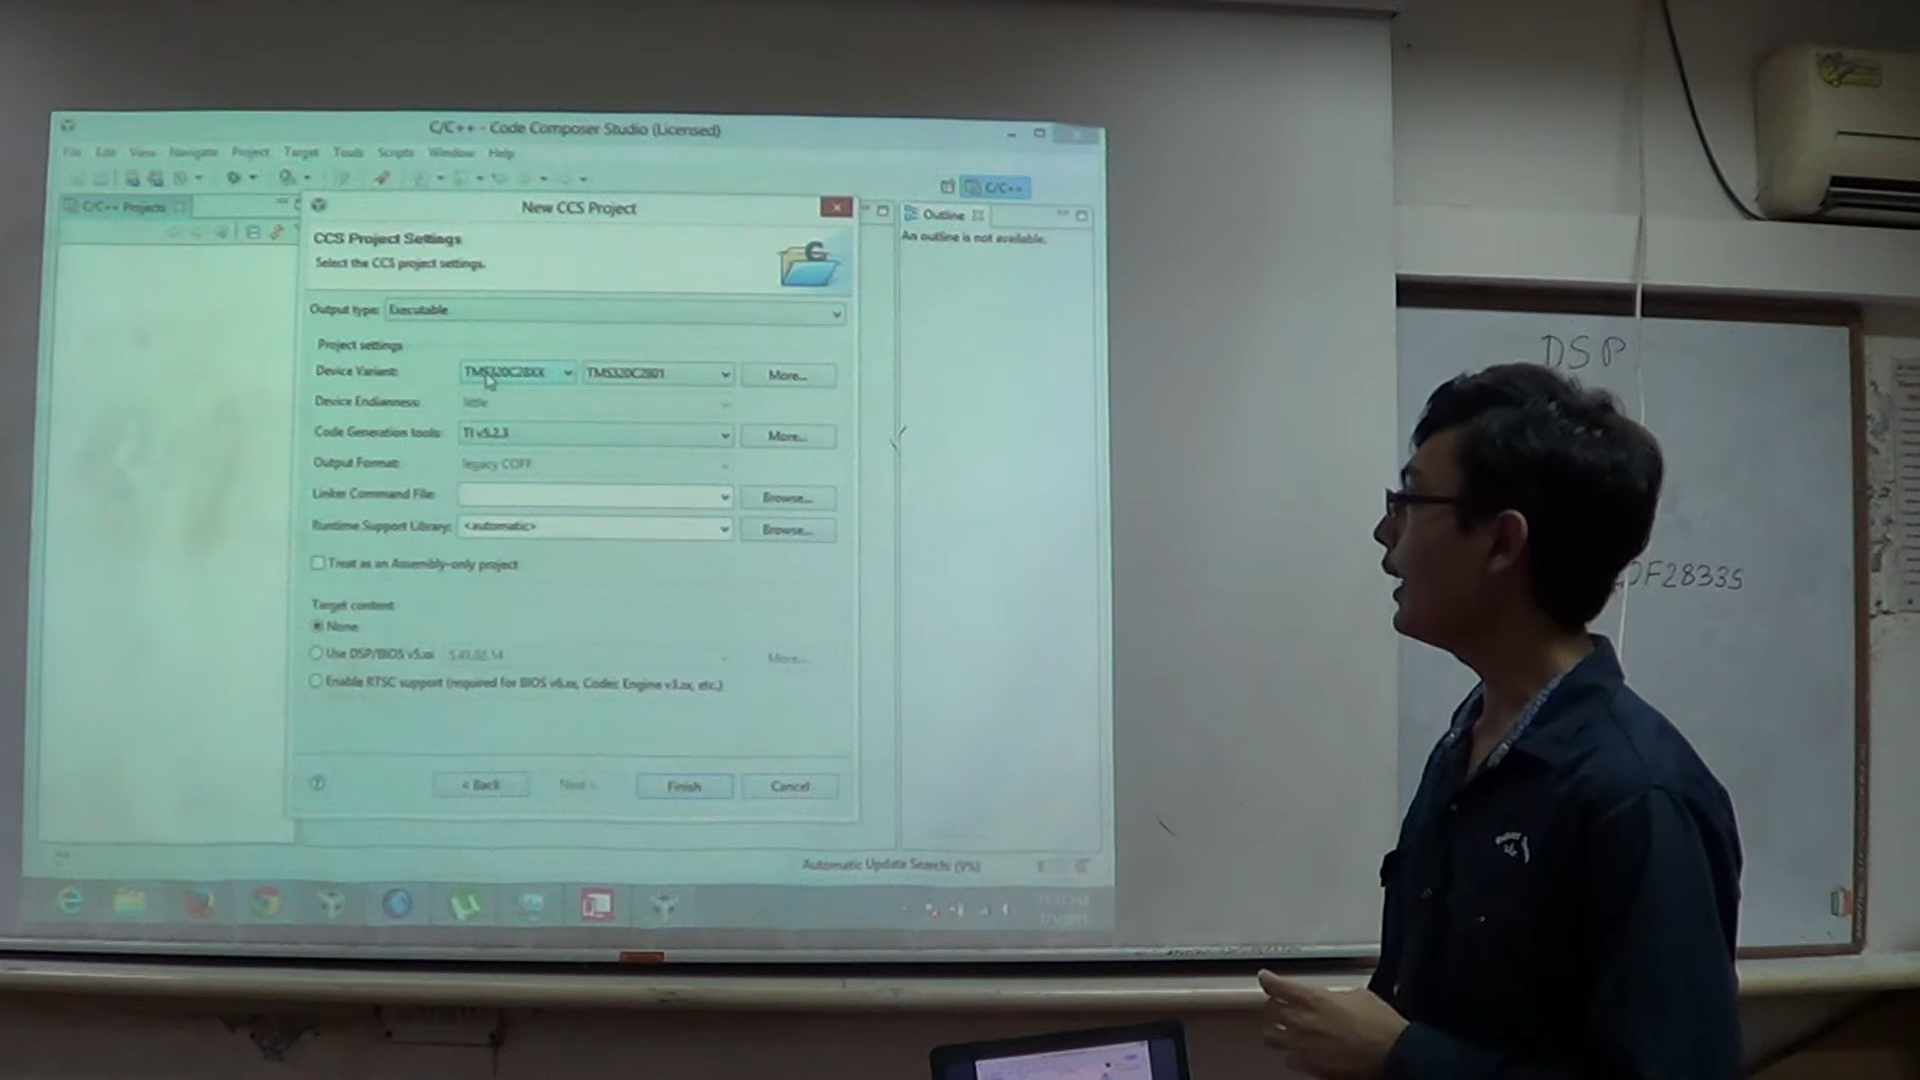 C/C++ - Code Composer Studio (Licensed)
File Edit View Navigate Project Target Tools Scripts Window Help
C/C++
C/C++ Projects
New CCS Project
Outline
An outline is not available.
CCS Project Settings
Select the CCS project settings.
Output type: Executable
Project settings
Device Variant: TMS320C28XX TMS320C2801 More...
Device Endianness: little
Code Generation tools: TI v5.2.3 More...
Output Format: legacy COFF
Linker Command File: Browse...
Runtime Support Library: <automatic> Browse...
Treat as an Assembly-only project
Target content
None
Use DSP/BIOS v5.xx 5.41.02.14 More...
Enable RTSC support (required for BIOS v6.xx, Codec Engine v3.xx, etc.)
< Back Next > Finish Cancel
Automatic Update Search: (9%)
DSP
F28335